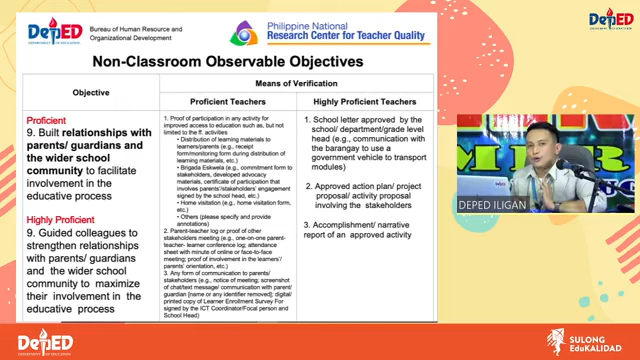 DepED
DEPARTMENT OF EDUCATION
Bureau of Human Resource and
Organizational Development
Philippine National
Research Center for Teacher Quality
DepED
Non-Classroom Observable Objectives
Objective
Means of Verification
Proficient Teachers
Highly Proficient Teachers
Proficient
9. Built relationships with
parents/ guardians and
the wider school
community to facilitate
involvement in the
educative process
Highly Proficient
9. Guided colleagues to
strengthen relationships
with parents/ guardians
and the wider school
community to maximize
their involvement in the
educative process
1. Proof of participation in any activity for
improved access to education such as, but
not limited to the ff. activities
• Distribution of learning materials to
learners/parents (e.g., receipt
form/monitoring form during distribution of
learning materials, etc.)
• Brigada Eskwela (e.g., commitment to
stakeholders, developed advocacy
materials, certificate of participation that
involves parents'/stakeholders' engagement
signed by the school head, etc.)
• Home visitation (e.g., home visitation form,
etc.)
• Others (please specify and provide
annotations)
2. Parent-teacher log or proof of other
stakeholders meeting (e.g., one-on-one parent-
teacher- learner conference log; attendance
sheet with minute of online or face-to-face
meeting; proof of involvement in the learners'/
parents' orientation, etc.)
3. Any form of communication to parents/
stakeholders (e.g., notice of meeting; screenshot
of chat/text message/ communication with parent/
guardian [name or any identifier removed]; digital/
printed copy of Learner Enrollment Survey For
signed by the ICT Coordinator/Focal person and
School Head)
1. School letter approved by the
school/ department/grade level
head (e.g., communication with
the barangay to use a
government vehicle to transport
modules)
2. Approved action plan/ project
proposal/ activity proposal
involving the stakeholders
3. Accomplishment/ narrative
report of an approved activity
DEPED ILIGAN
DepED
DEPARTMENT OF EDUCATION
SULONG
EduKALIDAD